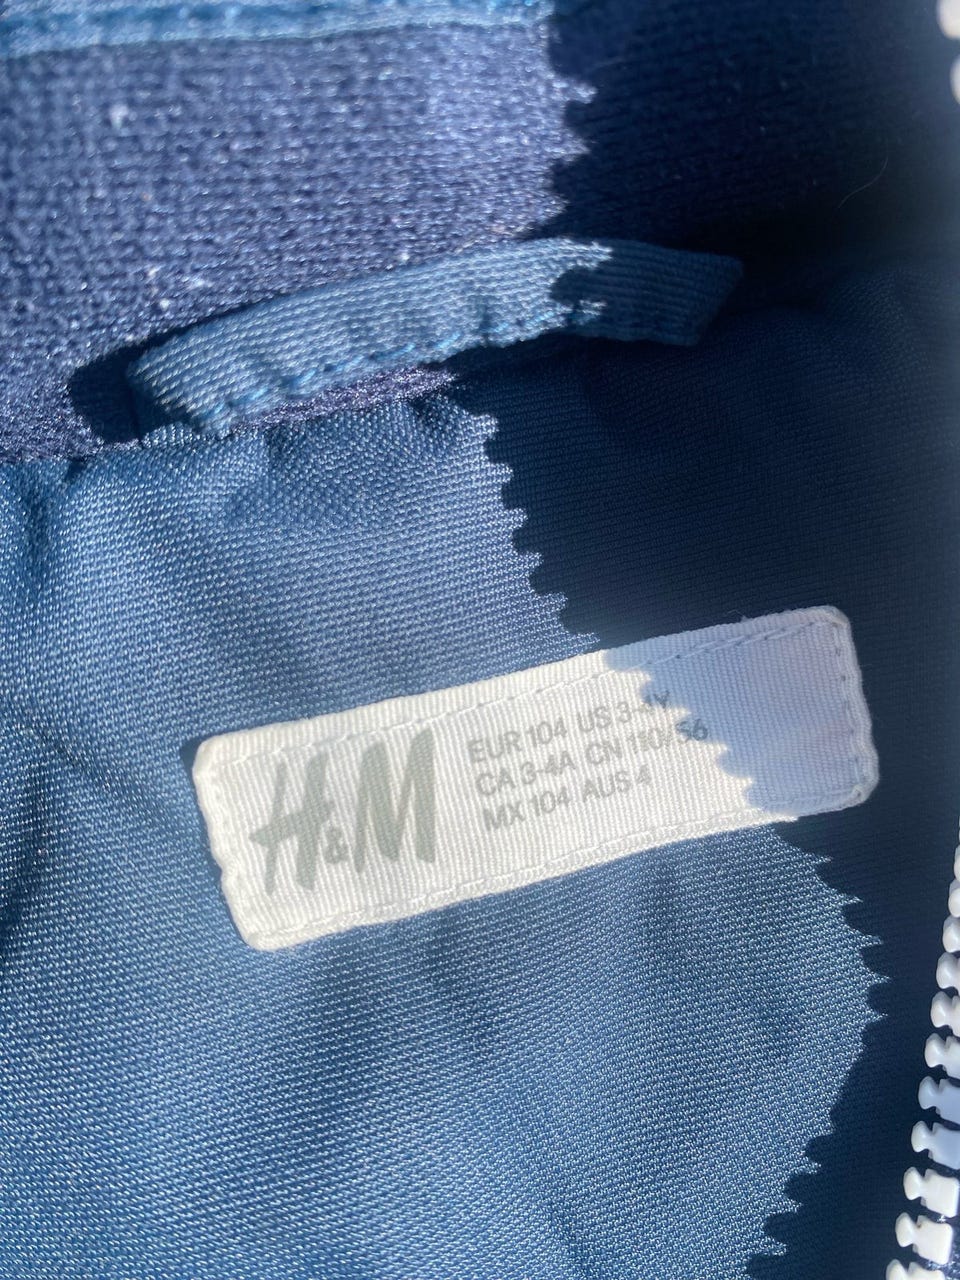 H&M
EUR 104 US 3-4Y
CA 3-4A CN 110/56
MX 104 AUS 4